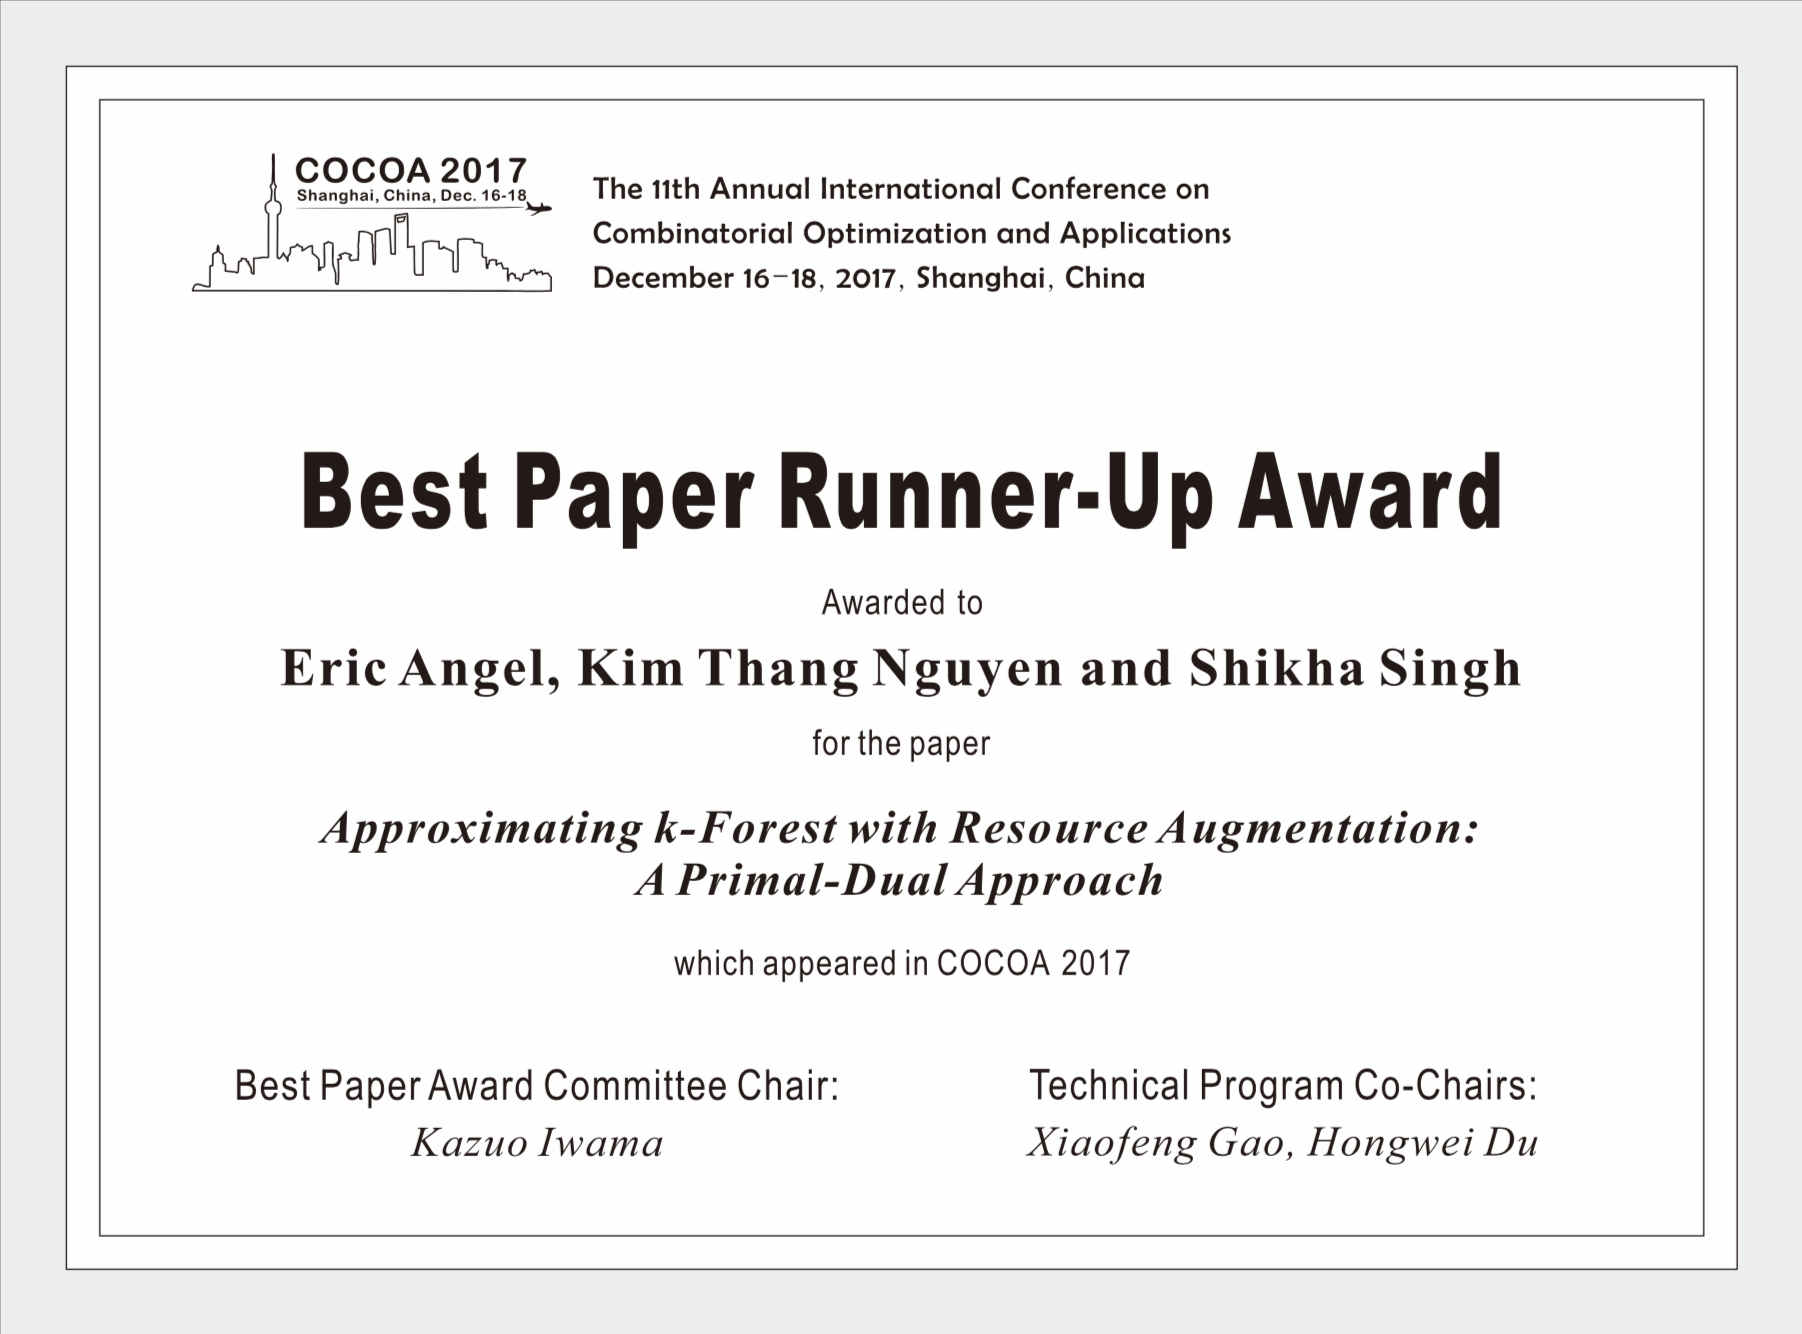 COCOA 2017
Shanghai, China, Dec. 16-18
The 11th Annual International Conference on
Combinatorial Optimization and Applications
December 16-18, 2017, Shanghai, China
Best Paper Runner-Up Award
Awarded to
Eric Angel, Kim Thang Nguyen and Shikha Singh
for the paper
Approximating k-Forest with Resource Augmentation:
A Primal-Dual Approach
which appeared in COCOA 2017
Best Paper Award Committee Chair:
Kazuo Iwama
Technical Program Co-Chairs:
Xiaofeng Gao, Hongwei Du